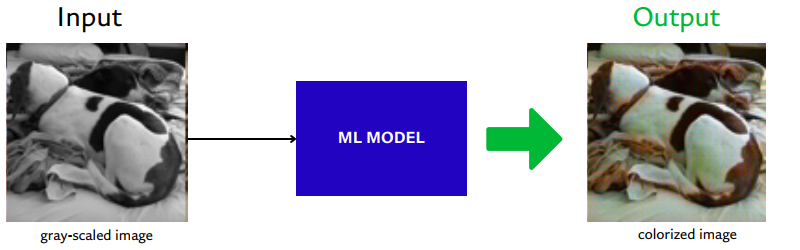 Input
Output
ML MODEL
gray-scaled image
colorized image